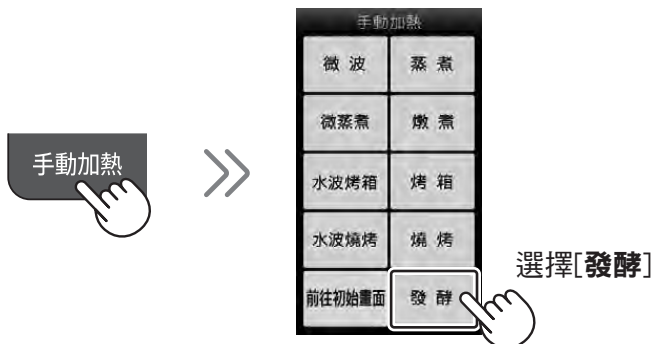 手動加熱
手動加熱
微波
蒸煮
微蒸煮
燉煮
水波烤箱
烤箱
水波燒烤
燒烤
前往初始畫面
發酵
選擇[發酵]